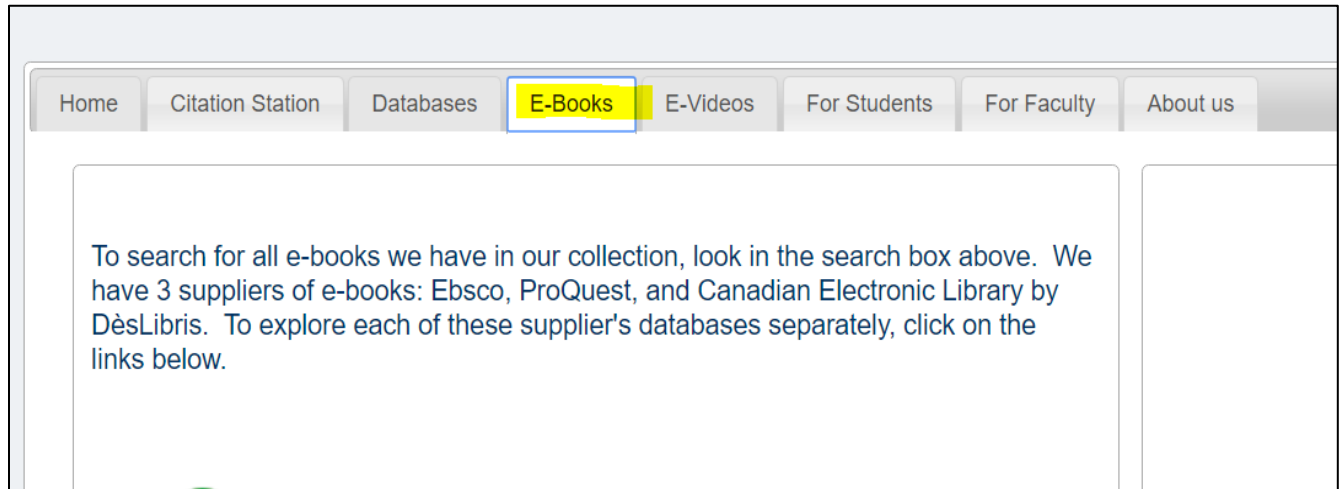 Home Citation Station Databases E-Books E-Videos For Students For Faculty About us
To search for all e-books we have in our collection, look in the search box above. We
have 3 suppliers of e-books: Ebsco, ProQuest, and Canadian Electronic Library by
DèsLibris. To explore each of these supplier's databases separately, click on the
links below.